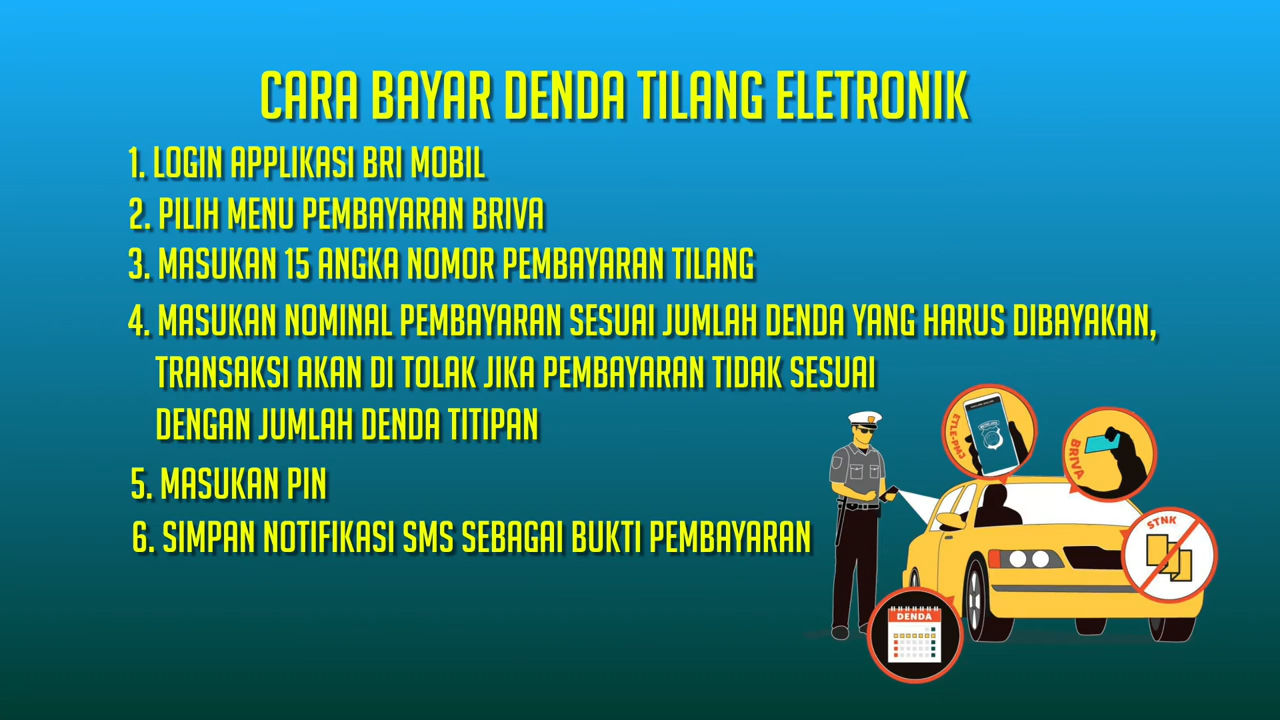 CARA BAYAR DENDA TILANG ELETRONIK
1. LOGIN APPLIKASI BRI MOBIL
2. PILIH MENU PEMBAYARAN BRIVA
3. MASUKAN 15 ANGKA NOMOR PEMBAYARAN TILANG
4. MASUKAN NOMINAL PEMBAYARAN SESUAI JUMLAH DENDA YANG HARUS DIBAYAKAN,
TRANSAKSI AKAN DI TOLAK JIKA PEMBAYARAN TIDAK SESUAI
DENGAN JUMLAH DENDA TITIPAN
5. MASUKAN PIN
6. SIMPAN NOTIFIKASI SMS SEBAGAI BUKTI PEMBAYARAN
ETLE-PMJ
BRIVA
STNK
DENDA